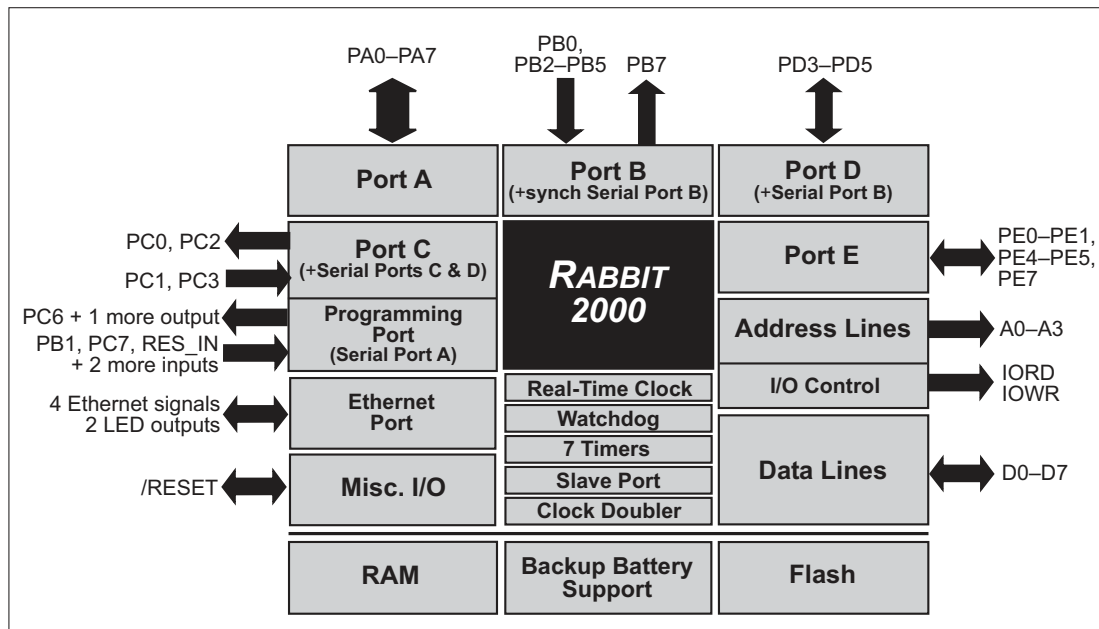 PA0–PA7
PB0,
PB2–PB5
PB7
PD3–PD5
Port A
Port B
(+synch Serial Port B)
Port D
(+Serial Port B)
PC0, PC2
PC1, PC3
Port C
(+Serial Ports C & D)
RABBIT
2000
Port E
PE0–PE1,
PE4–PE5,
PE7
PC6 + 1 more output
PB1, PC7, RES_IN
+ 2 more inputs
Programming
Port
(Serial Port A)
Address Lines
A0–A3
I/O Control
IORD
IOWR
4 Ethernet signals
2 LED outputs
Ethernet
Port
Real-Time Clock
Watchdog
7 Timers
Slave Port
Clock Doubler
Data Lines
D0–D7
/RESET
Misc. I/O
RAM
Backup Battery
Support
Flash